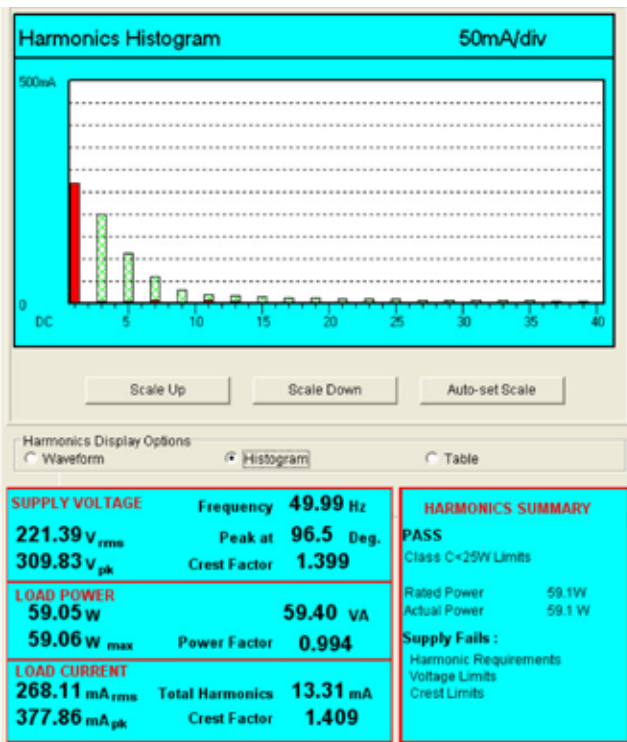 Harmonics Histogram 50mA/div
500mA
0
DC 5 10 15 20 25 30 35 40
Scale Up Scale Down Auto-set Scale
Harmonics Display Options
Waveform Histogram Table
SUPPLY VOLTAGE Frequency 49.99 Hz
221.39 Vrms Peak at 96.5 Deg.
309.83 Vpk Crest Factor 1.399
LOAD POWER
59.05 W 59.40 VA
59.06 W max Power Factor 0.994
LOAD CURRENT
268.11 mArms Total Harmonics 13.31 mA
377.86 mApk Crest Factor 1.409
HARMONICS SUMMARY
PASS
Class C<25W Limits
Rated Power 59.1W
Actual Power 59.1 W
Supply Fails :
Harmonic Requirements
Voltage Limits
Crest Limits